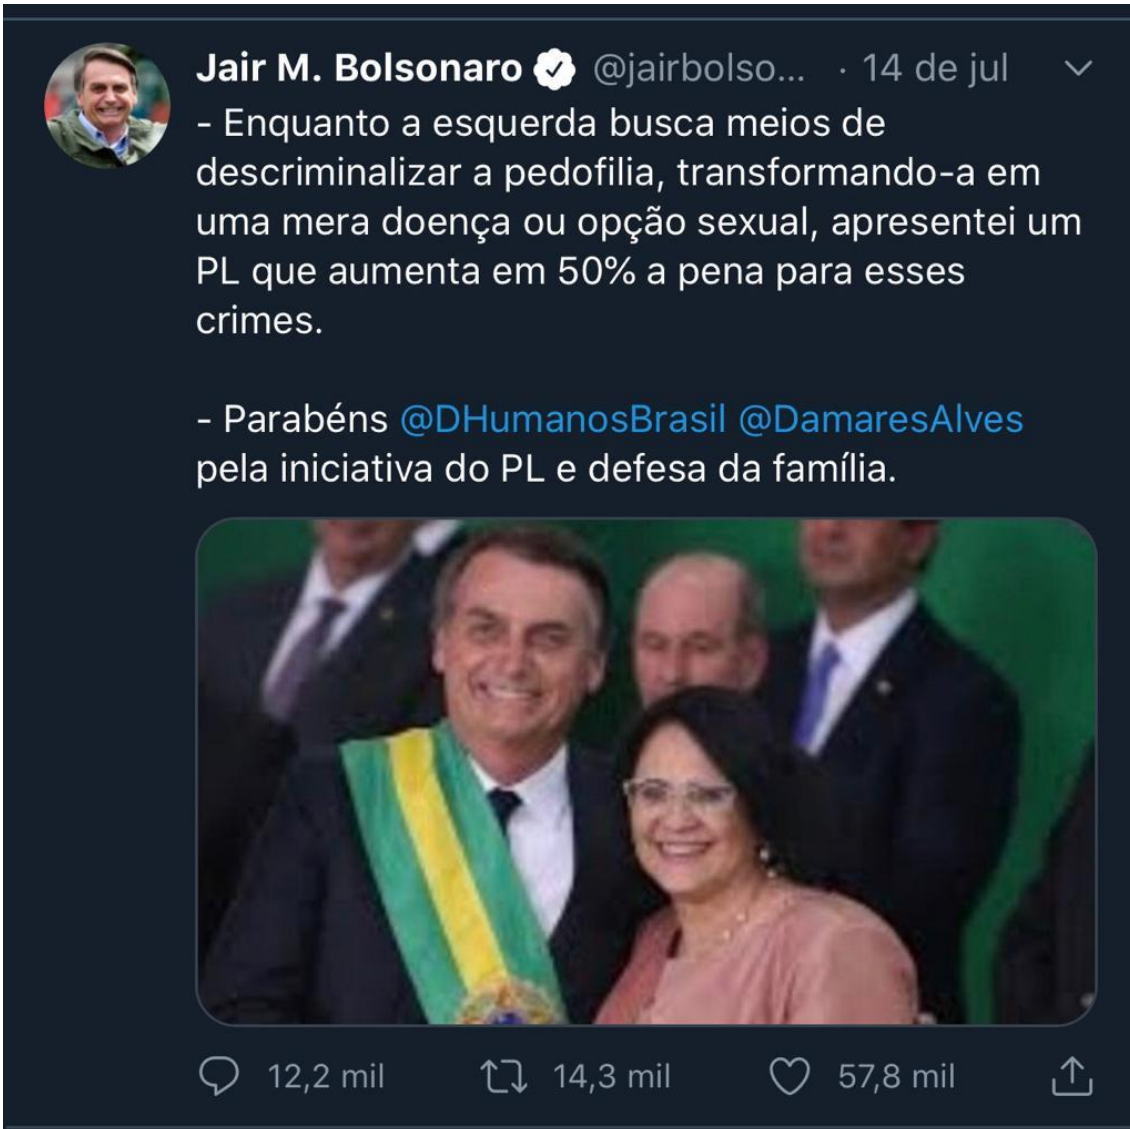 Jair M. Bolsonaro @jairbolso... · 14 de jul
- Enquanto a esquerda busca meios de
descriminalizar a pedofilia, transformando-a em
uma mera doença ou opção sexual, apresentei um
PL que aumenta em 50% a pena para esses
crimes.
- Parabéns @DHumanosBrasil @DamaresAlves
pela iniciativa do PL e defesa da família.
12,2 mil 14,3 mil 57,8 mil